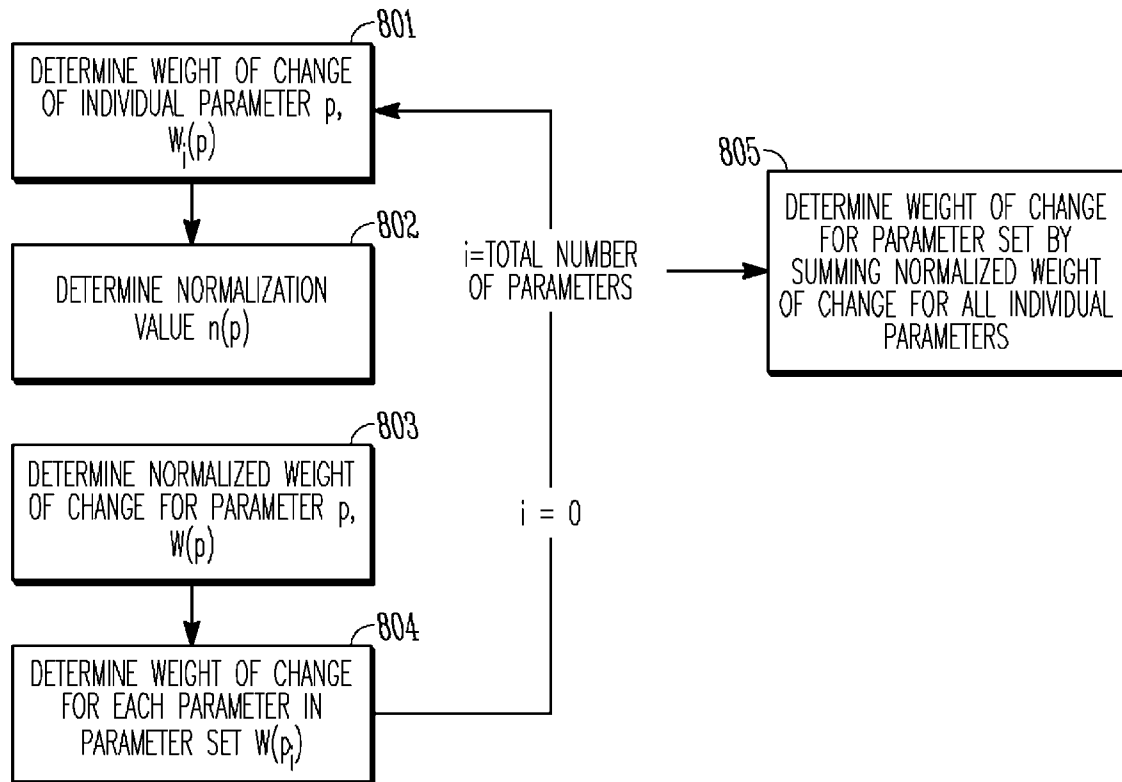 801
DETERMINE WEIGHT OF CHANGE
OF INDIVIDUAL PARAMETER p,
Wi(p)
802
DETERMINE NORMALIZATION
VALUE n(p)
803
DETERMINE NORMALIZED WEIGHT
OF CHANGE FOR PARAMETER p,
W(p)
804
DETERMINE WEIGHT OF CHANGE
FOR EACH PARAMETER IN
PARAMETER SET W(pi)
i=TOTAL NUMBER
OF PARAMETERS
i = 0
805
DETERMINE WEIGHT OF CHANGE
FOR PARAMETER SET BY
SUMMING NORMALIZED WEIGHT
OF CHANGE FOR ALL INDIVIDUAL
PARAMETERS